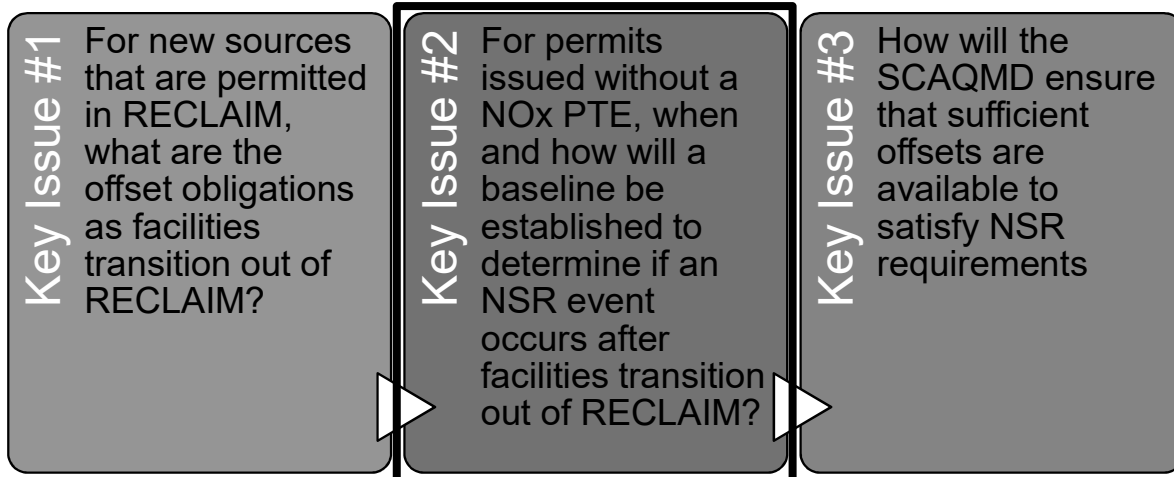 Key Issue #1
For new sources
that are permitted
in RECLAIM,
what are the
offset obligations
as facilities
transition out of
RECLAIM?
Key Issue #2
For permits
issued without a
NOx PTE, when
and how will a
baseline be
established to
determine if an
NSR event
occurs after
facilities transition
out of RECLAIM?
Key Issue #3
How will the
SCAQMD ensure
that sufficient
offsets are
available to
satisfy NSR
requirements